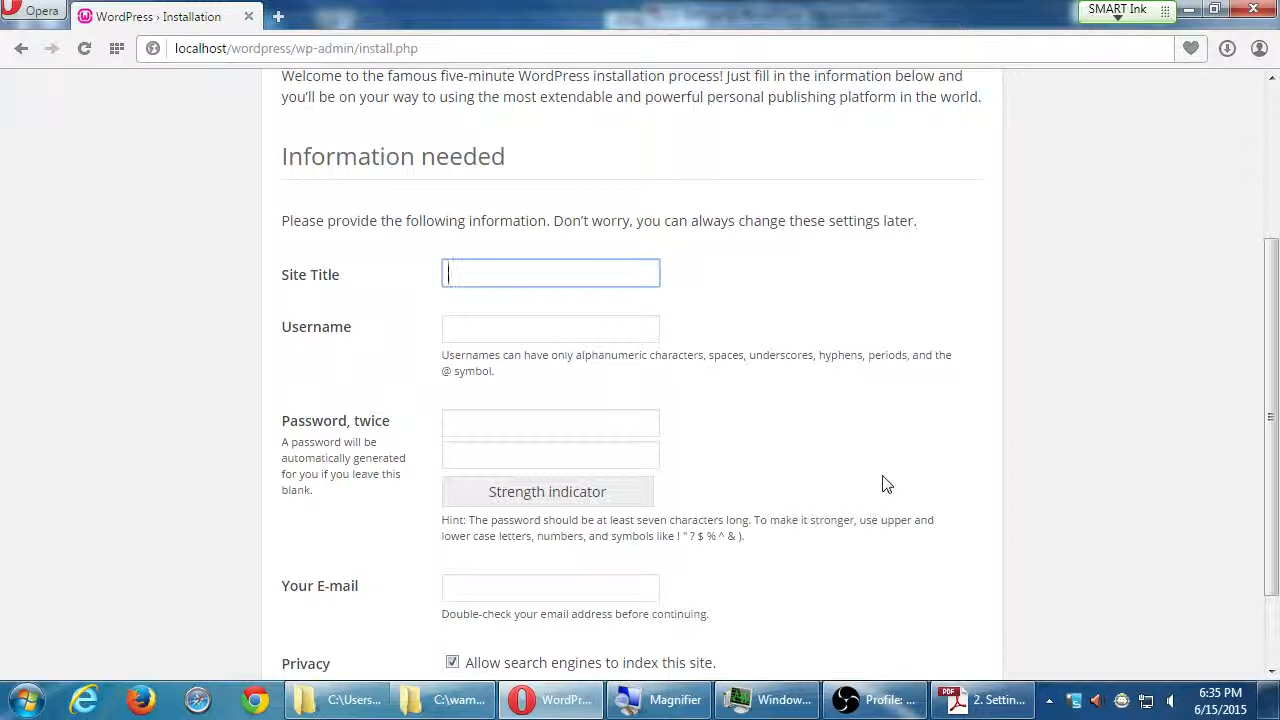 Opera
WordPress › Installation
SMART Ink
localhost/wordpress/wp-admin/install.php
Welcome to the famous five-minute WordPress installation process! Just fill in the information below and
you’ll be on your way to using the most extendable and powerful personal publishing platform in the world.
Information needed
Please provide the following information. Don’t worry, you can always change these settings later.
Site Title
Username
Usernames can have only alphanumeric characters, spaces, underscores, hyphens, periods, and the
@ symbol.
Password, twice
A password will be
automatically generated
for you if you leave this
blank.
Strength indicator
Hint: The password should be at least seven characters long. To make it stronger, use upper and
lower case letters, numbers, and symbols like ! " ? $ % ^ & ).
Your E-mail
Double-check your email address before continuing.
Privacy
Allow search engines to index this site.
C:\Users...
C:\wam...
WordPr...
Magnifier
Window...
Profile: ...
PDF
2. Settin...
6:35 PM
6/15/2015